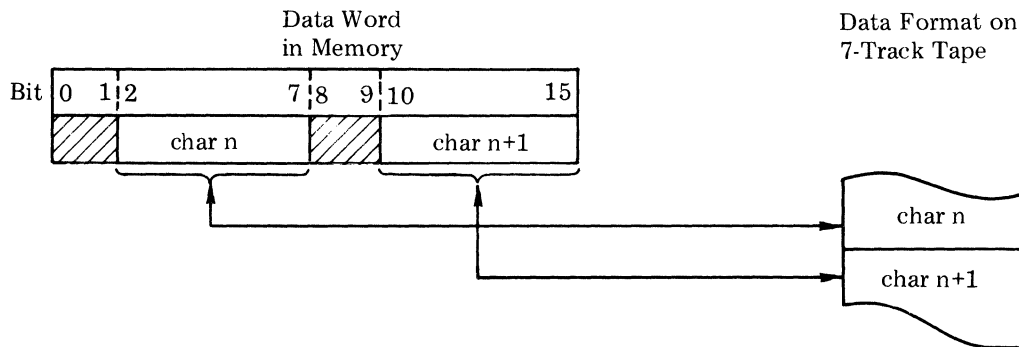 Data Word
in Memory
Data Format on
7-Track Tape
Bit 0 1 2 7 8 9 10 15
char n char n+1
char n
char n+1